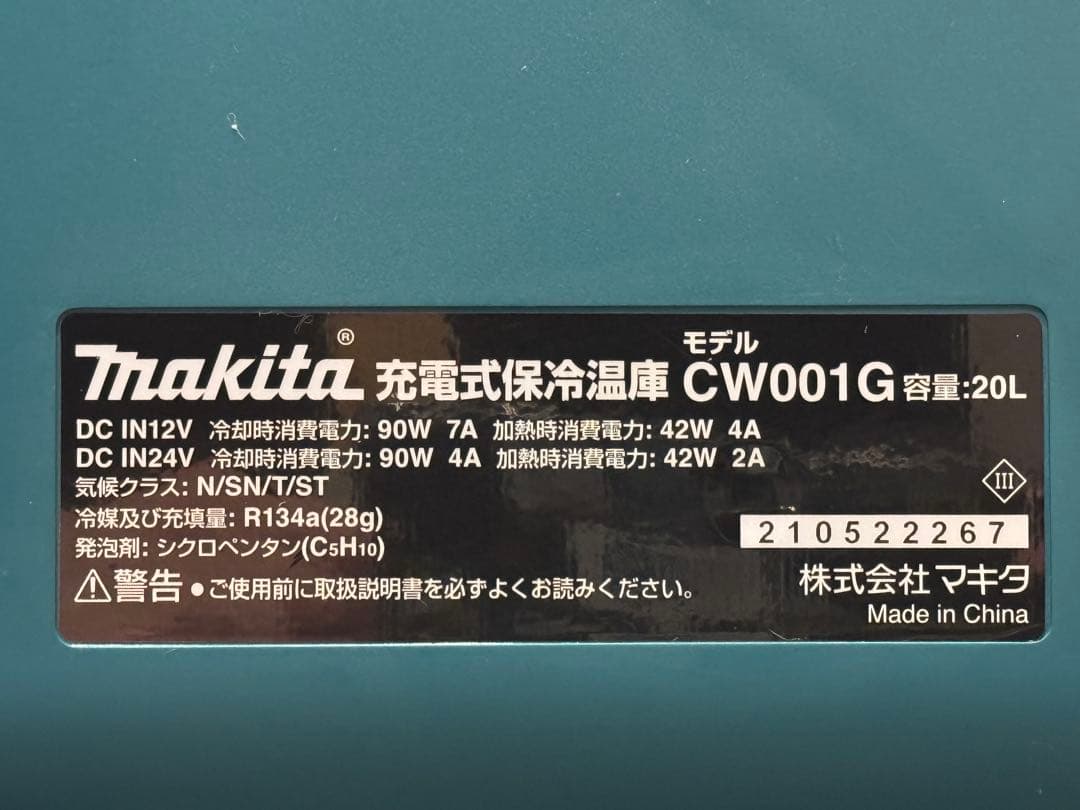 makita® 充電式保冷温庫 モデル CW001G 容量:20L
DC IN12V 冷却時消費電力: 90W 7A 加熱時消費電力: 42W 4A
DC IN24V 冷却時消費電力: 90W 4A 加熱時消費電力: 42W 2A
気候クラス: N/SN/T/ST
III
冷媒及び充填量: R134a(28g)
210522267
発泡剤: シクロペンタン(C5H10)
⚠警告 ●ご使用前に取扱説明書を必ずよくお読みください。
株式会社マキタ
Made in China